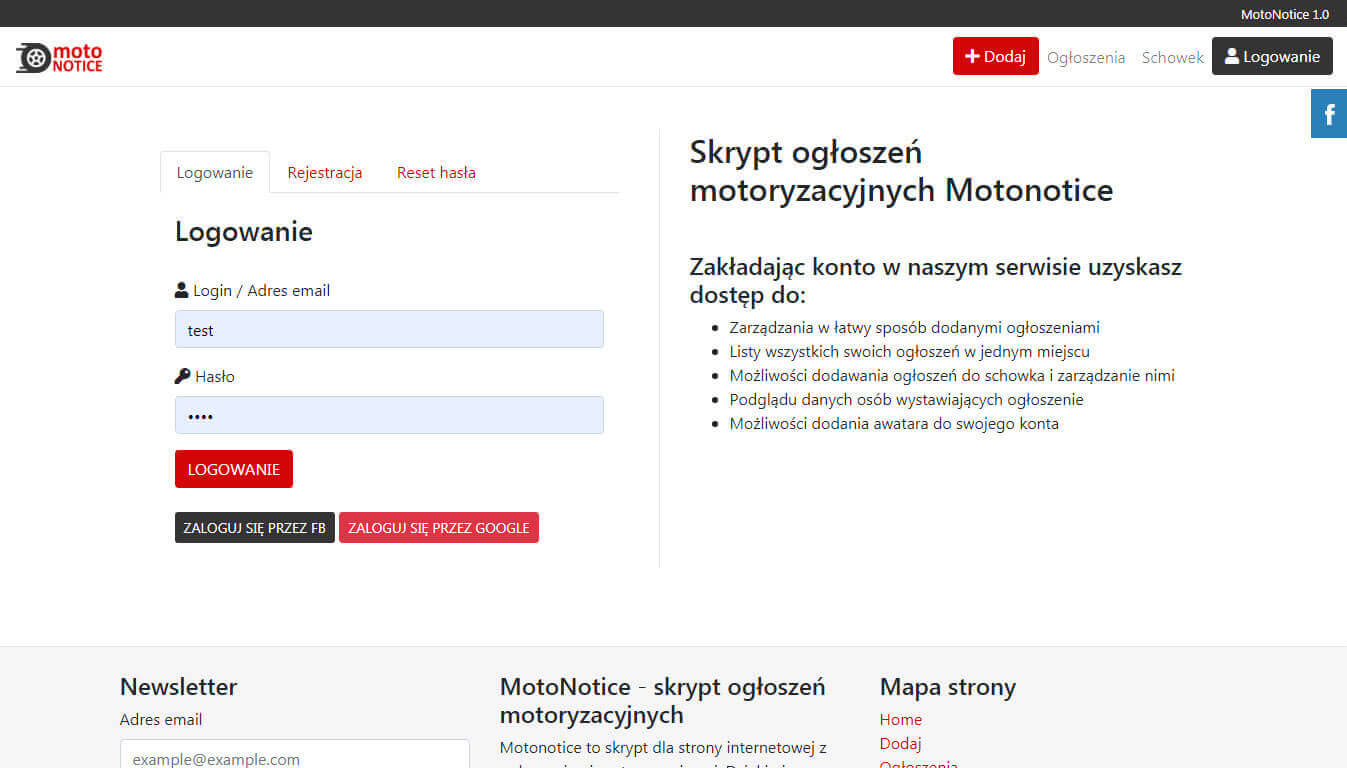 MotoNotice 1.0
moto
NOTICE
Dodaj
Ogłoszenia
Schowek
Logowanie
f
Logowanie
Rejestracja
Reset hasła
Logowanie
Login / Adres email
test
Hasło
••••
LOGOWANIE
ZALOGUJ SIĘ PRZEZ FB
ZALOGUJ SIĘ PRZEZ GOOGLE
Skrypt ogłoszeń
motoryzacyjnych Motonotice
Zakładając konto w naszym serwisie uzyskasz
dostęp do:
Zarządzania w łatwy sposób dodanymi ogłoszeniami
Listy wszystkich swoich ogłoszeń w jednym miejscu
Możliwości dodawania ogłoszeń do schowka i zarządzanie nimi
Podglądu danych osób wystawiających ogłoszenie
Możliwości dodania awatara do swojego konta
Newsletter
Adres email
example@example.com
MotoNotice - skrypt ogłoszeń
motoryzacyjnych
Motonotice to skrypt dla strony internetowej z
Mapa strony
Home
Dodaj
Ogłoszenia